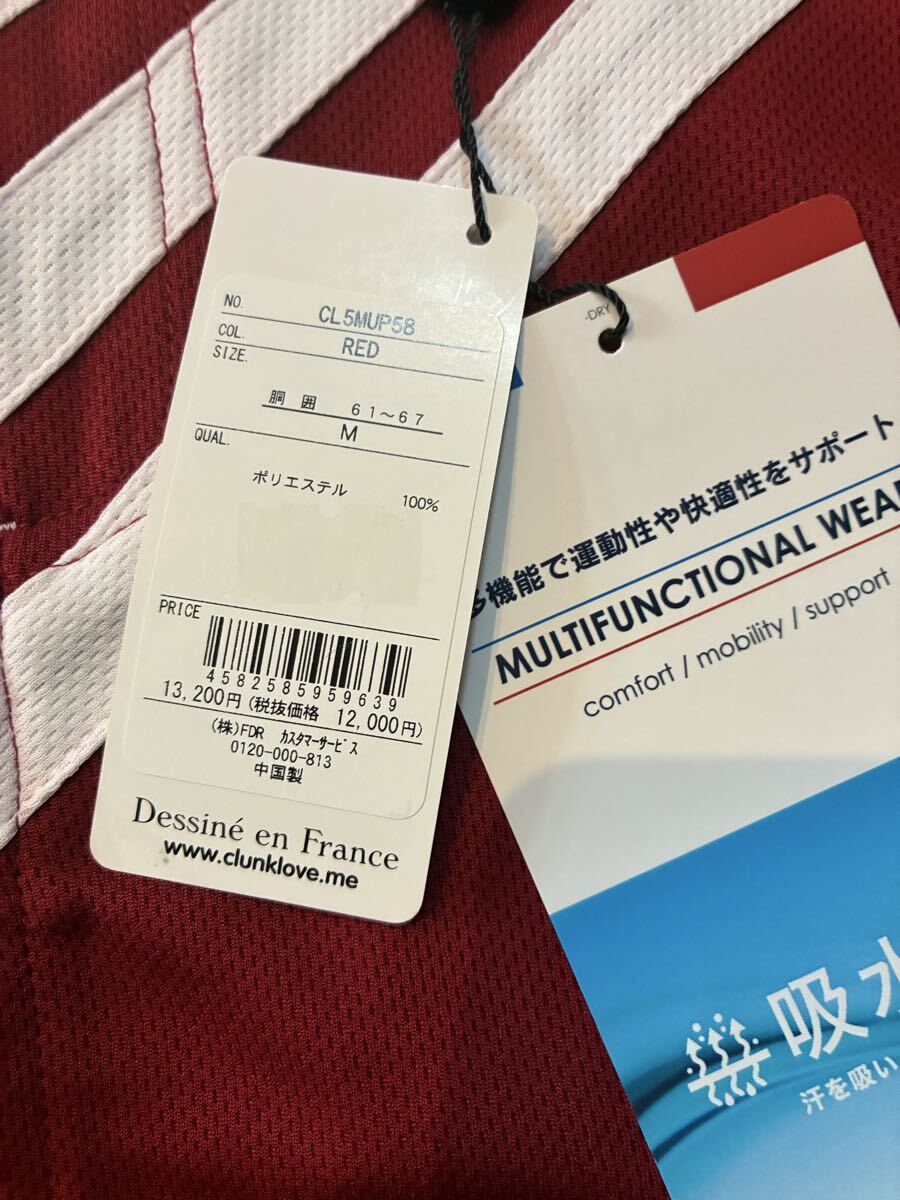 NO. CL5MUP58
COL. RED
SIZE.
胴囲 61～67
M
QUAL.
ポリエステル 100%
PRICE
4582585959639
13,200円(税抜価格 12,000円)
(株)FDR ｶｽﾀﾏｰｻｰﾋﾞｽ
0120-000-813
中国製
Dessiné en France
www.clunklove.me
-DRY
機能で運動性や快適性をサポート
MULTIFUNCTIONAL WEA
comfort / mobility / support
吸水
汗を吸い